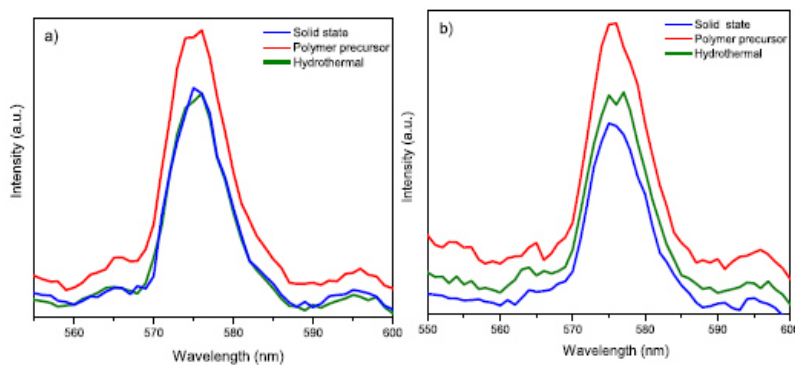 a)
Solid state
Polymer precursor
Hydrothermal
Intensity (a.u.)
560 570 580 590 600
Wavelength (nm)
b)
Solid state
Polymer precursor
Hydrothermal
Intensity (a.u.)
550 560 570 580 590 600
Wavelength (nm)